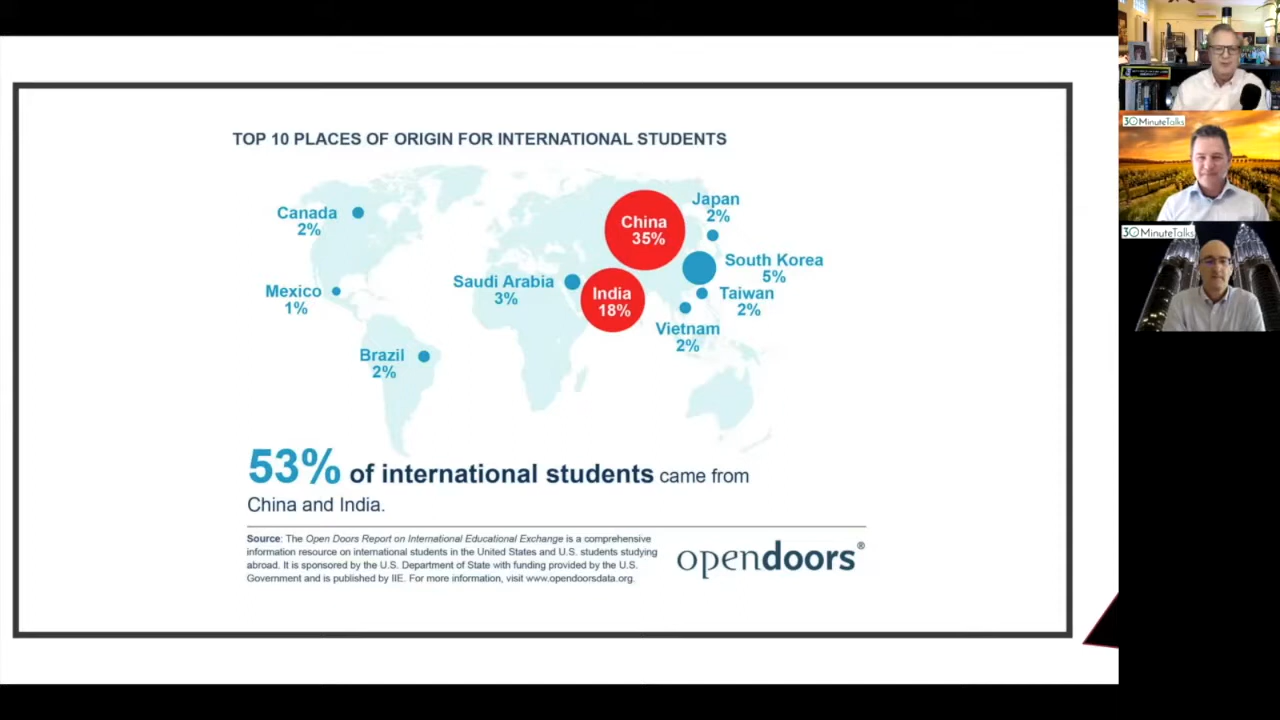 TOP 10 PLACES OF ORIGIN FOR INTERNATIONAL STUDENTS
Canada
2%
Mexico
1%
Brazil
2%
Saudi Arabia
3%
China
35%
India
18%
Japan
2%
South Korea
5%
Taiwan
2%
Vietnam
2%
53% of international students came from
China and India.
Source: The Open Doors Report on International Educational Exchange is a comprehensive
information resource on international students in the United States and U.S. students studying
abroad. It is sponsored by the U.S. Department of State with funding provided by the U.S.
Government and is published by IIE. For more information, visit www.opendoorsdata.org.
opendoors®
30MinuteTalks
30MinuteTalks